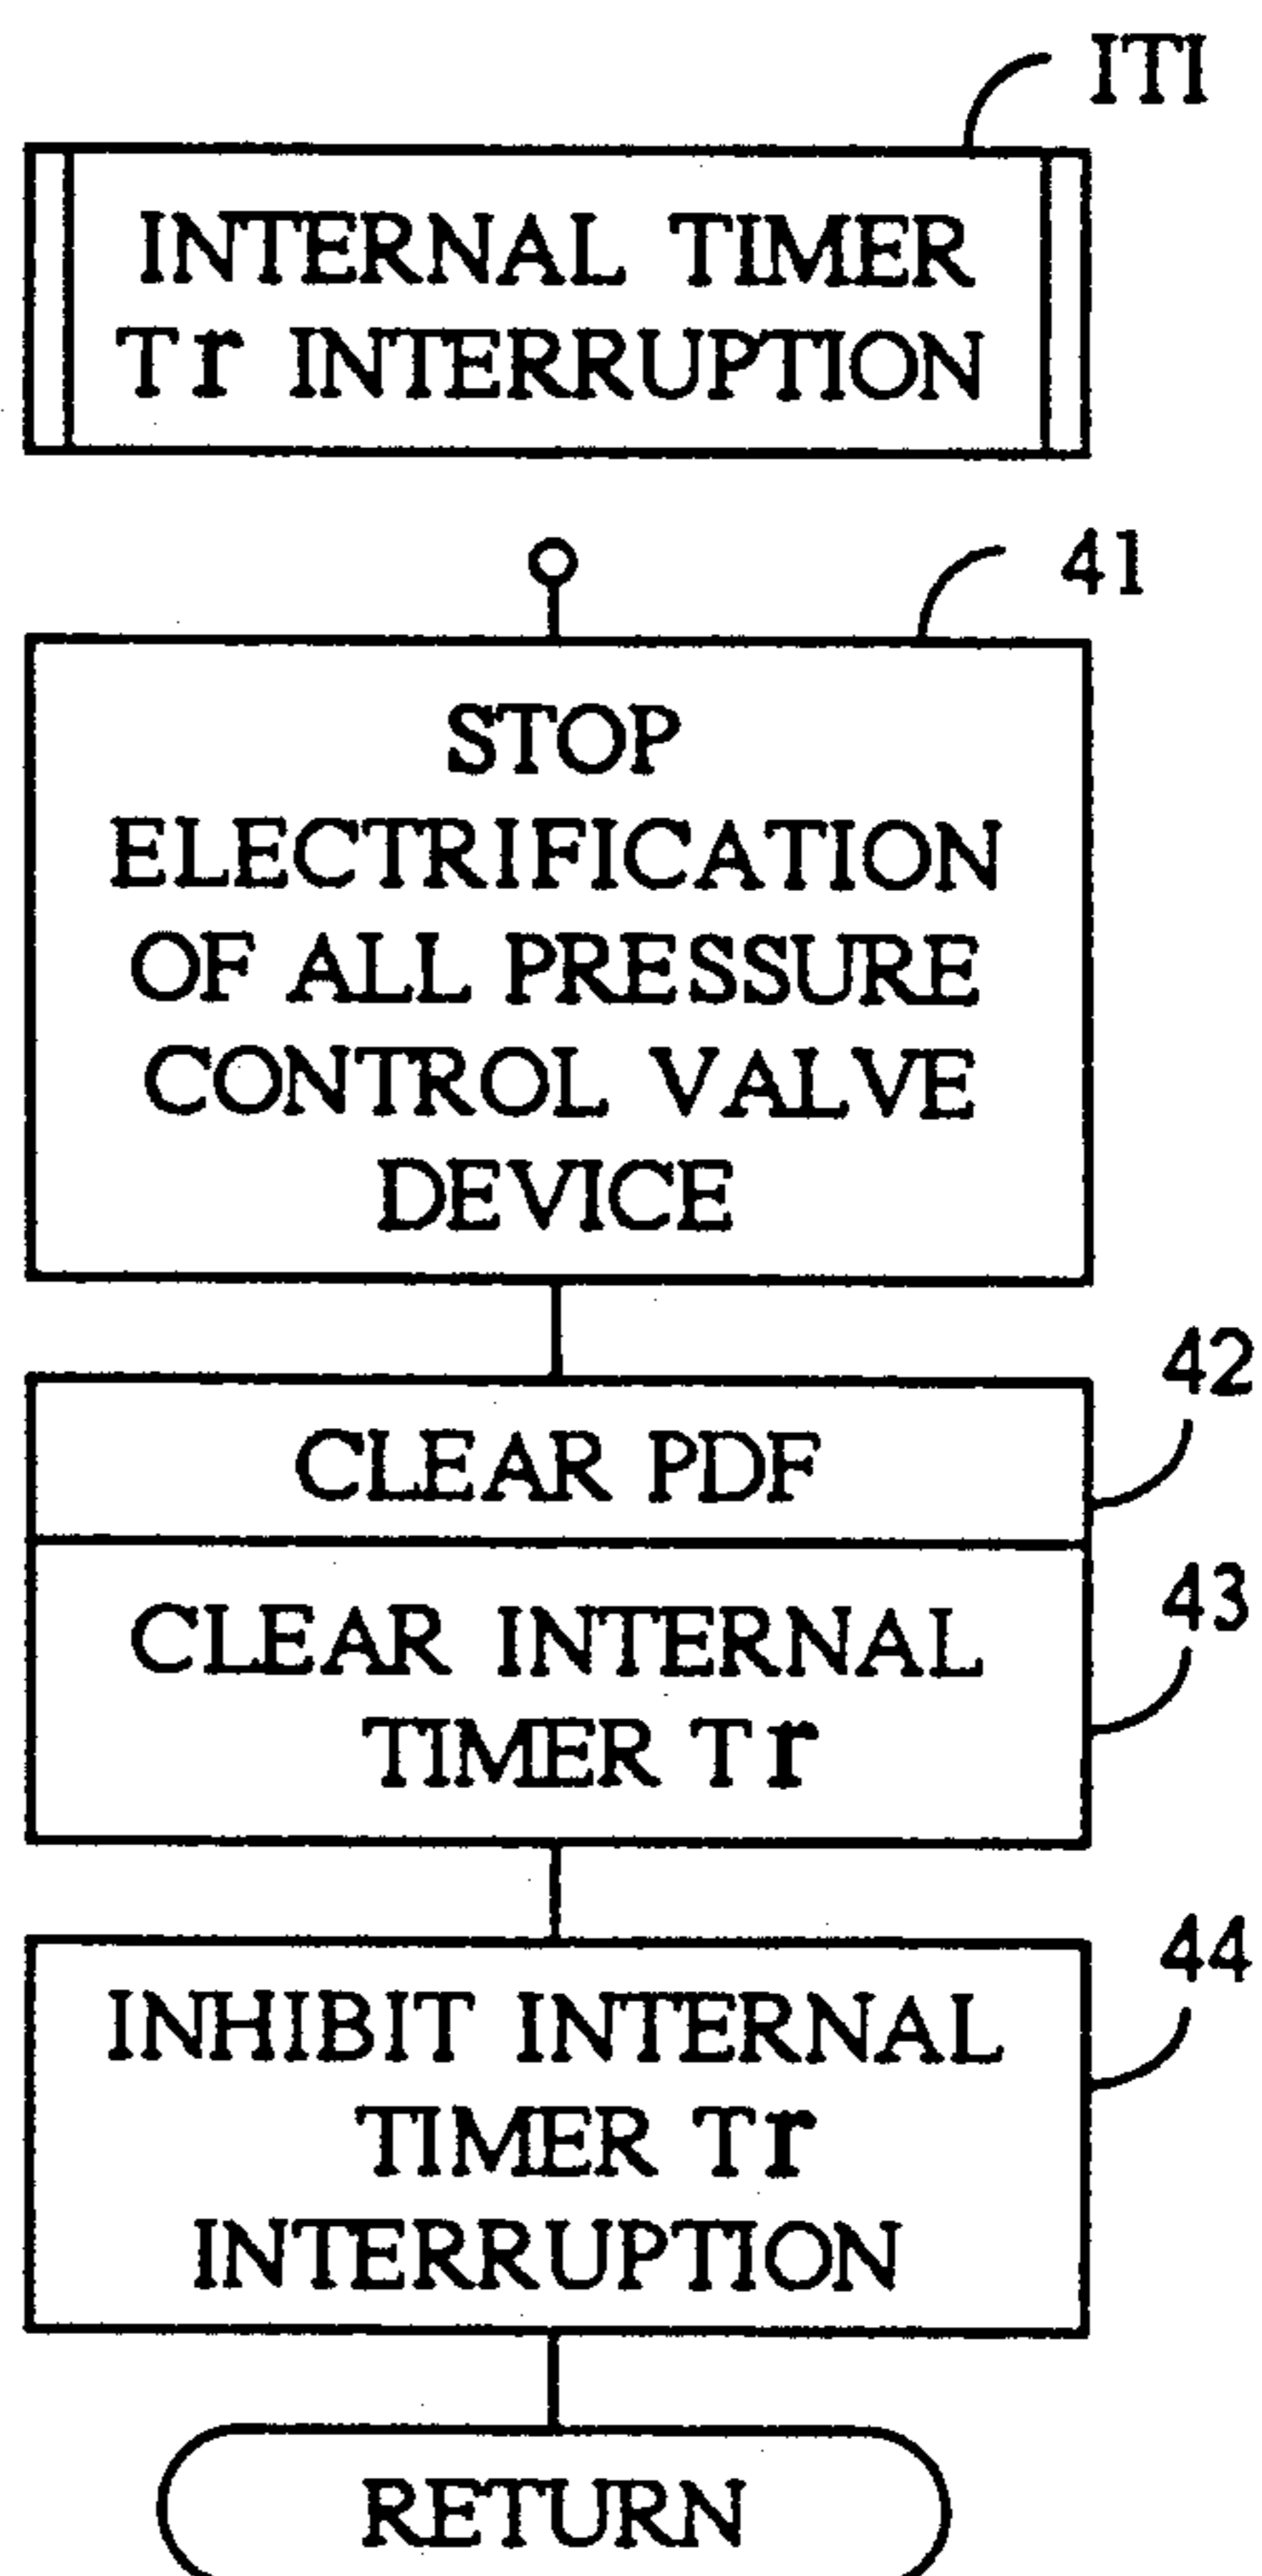 ITI
INTERNAL TIMER
Tr INTERRUPTION
41
STOP
ELECTRIFICATION
OF ALL PRESSURE
CONTROL VALVE
DEVICE
42
CLEAR PDF
43
CLEAR INTERNAL
TIMER Tr
44
INHIBIT INTERNAL
TIMER Tr
INTERRUPTION
RETURN